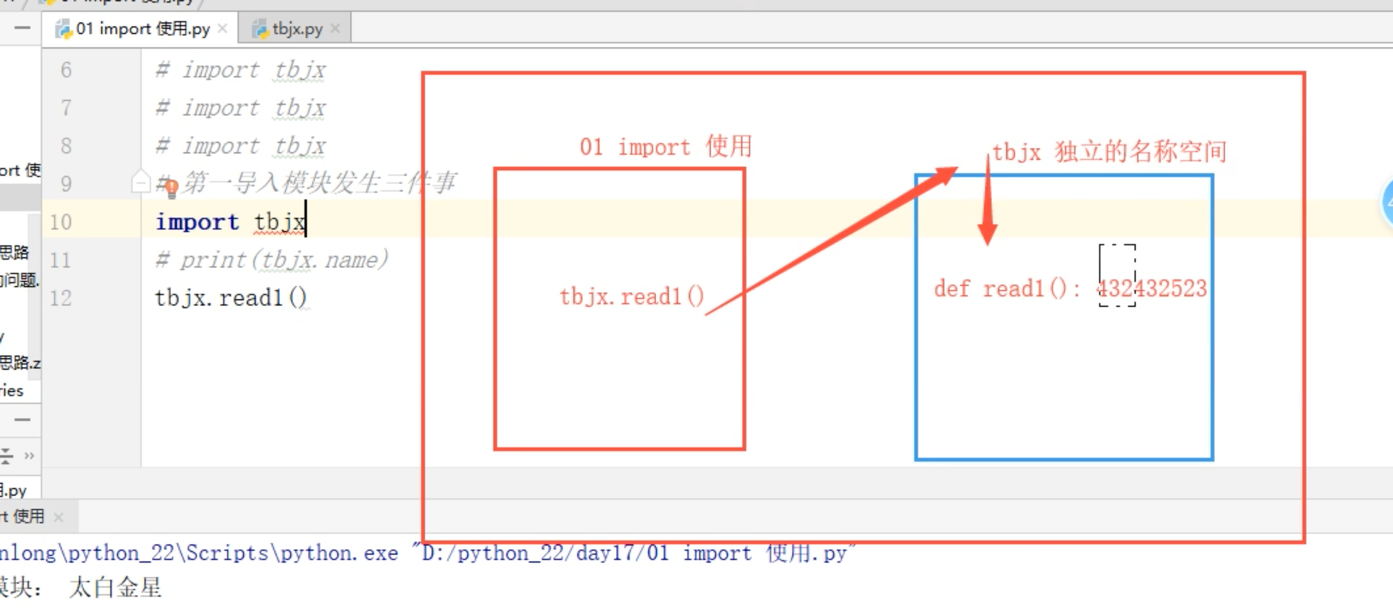 01 import 使用.py
01 import 使用.py
tbjx.py
6 # import tbjx
7 # import tbjx
8 # import tbjx
9 # 第一导入模块发生三件事
10 import tbjx
11 # print(tbjx.name)
12 tbjx.read1()
01 import 使用
tbjx.read1()
tbjx 独立的名称空间
def read1(): 432432523
ort 使
思路
问题.
思路.z
ries
.py
rt 使用
nlong\python_22\Scripts\python.exe "D:/python_22/day17/01 import 使用.py"
模块: 太白金星